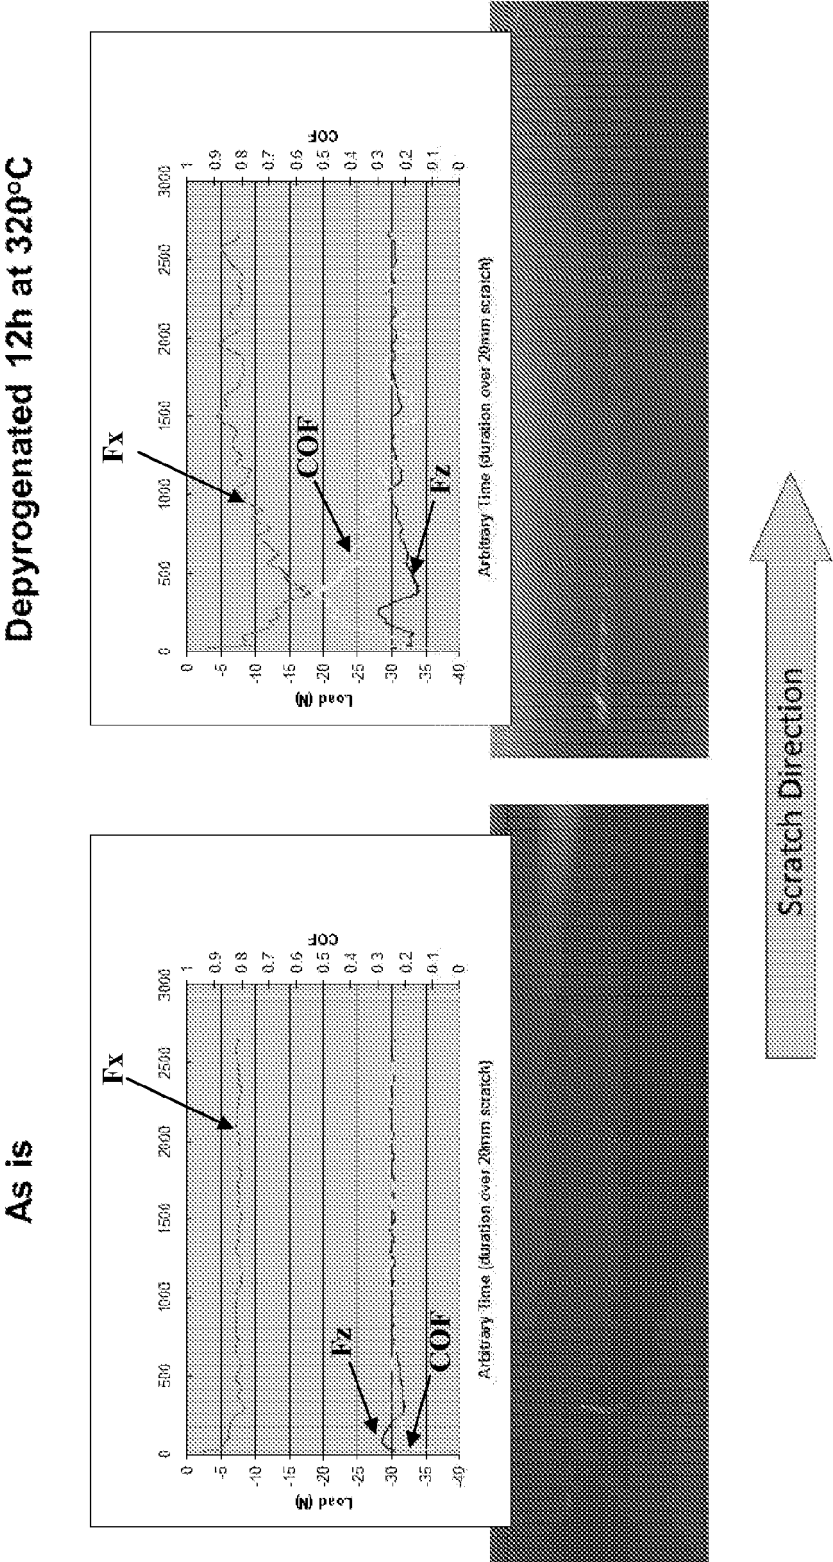 As is
Depyrogenated 12h at 320°C
Fx
0 500 1000 1500 2000 2500 3000
0
-5
-10
-15
-20
-25
-30
-35
-40
Load (N)
1
0.9
0.8
0.7
0.6
0.5
0.4
0.3
0.2
0.1
0
COF
Fz
COF
Arbitrary Time (duration over 20mm scratch)
Fx
0 500 1000 1500 2000 2500 3000
0
-5
-10
-15
-20
-25
-30
-35
-40
Load (N)
1
0.9
0.8
0.7
0.6
0.5
0.4
0.3
0.2
0.1
0
COF
COF
Fz
Arbitrary Time (duration over 20mm scratch)
Scratch Direction